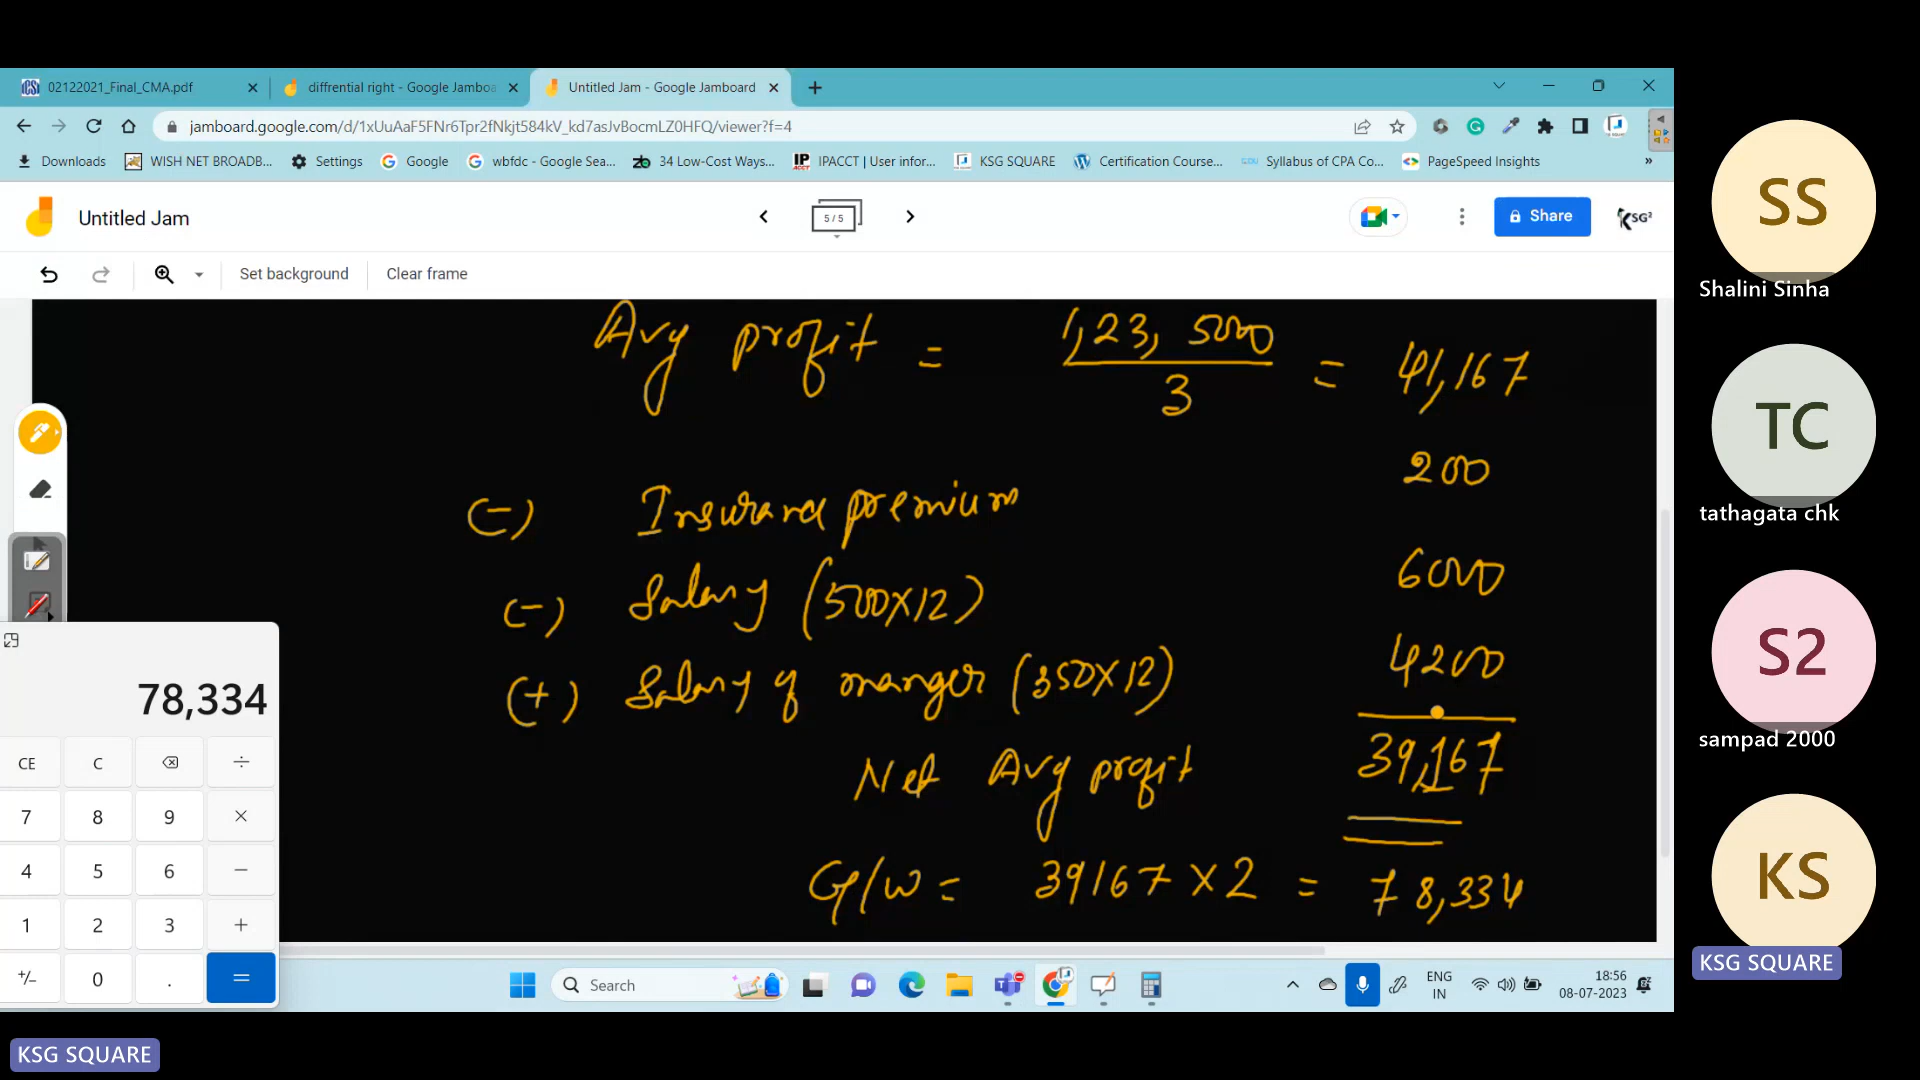 02122021_Final_CMA.pdf
diffrential right - Google Jamboa
Untitled Jam - Google Jamboard
jamboard.google.com/d/1xUuAaF5FNr6Tpr2fNkjt584kV_kd7asJvBocmLZ0HFQ/viewer?f=4
Downloads WISH NET BROADB... Settings Google wbfdc - Google Sea... 34 Low-Cost Ways... IPACCT | User infor... KSG SQUARE Certification Course... Syllabus of CPA Co... PageSpeed Insights »
Untitled Jam
5 / 5
Share
KSG²
Set background Clear frame
Avg profit = 1,23,5000 / 3 = 41,167
200
(-) Insurance premium
(-) Salary (500X12) 6000
(+) Salary of manger (350X12) 4200
Net Avg profit 39,167
G/W = 39167 X 2 = 78,334
78,334
CE C ÷
7 8 9 ×
4 5 6 −
1 2 3 +
+/− 0 . =
Search
ENG
IN
18:56
08-07-2023
SS
Shalini Sinha
TC
tathagata chk
S2
sampad 2000
KS
KSG SQUARE
KSG SQUARE